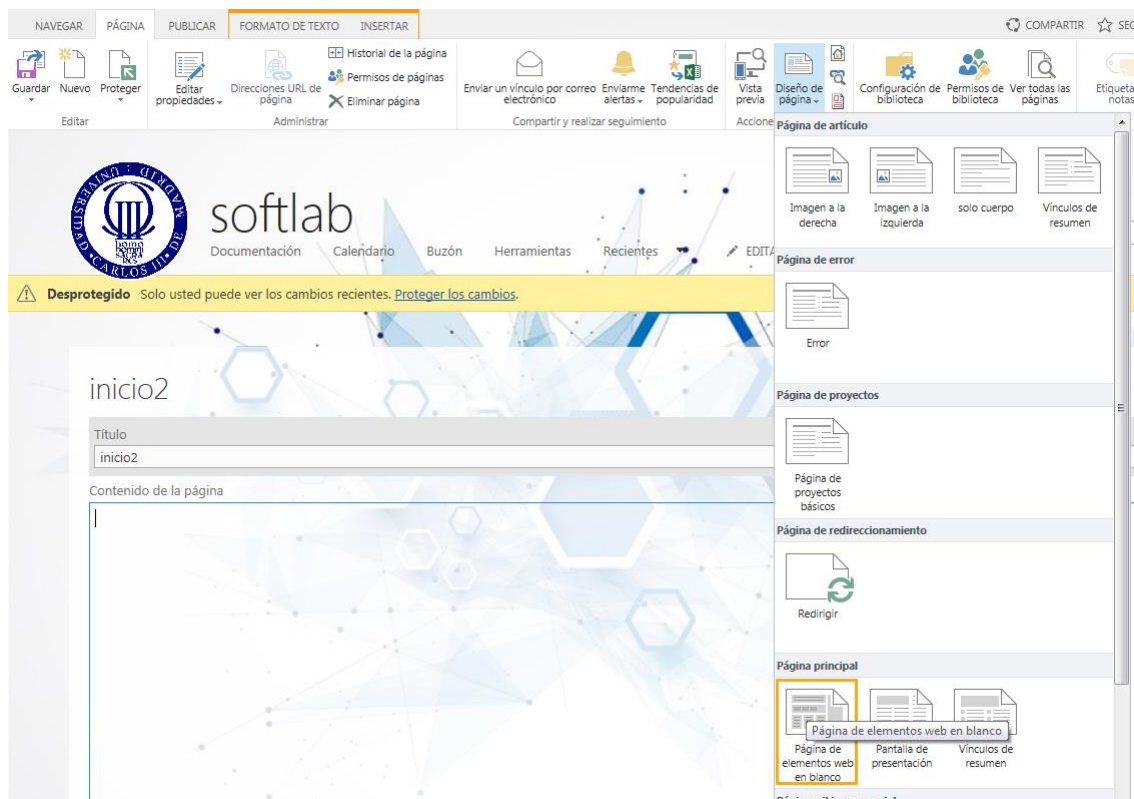 NAVEGAR PÁGINA PUBLICAR FORMATO DE TEXTO INSERTAR COMPARTIR
Guardar Nuevo Proteger
Editar
Editar propiedades
Direcciones URL de página
Historial de la página
Permisos de páginas
Eliminar página
Administrar
Enviar un vínculo por correo electrónico
Enviarme alertas
Tendencias de popularidad
Compartir y realizar seguimiento
Vista previa
Diseño de página
Configuración de biblioteca
Permisos de biblioteca
Ver todas las páginas
notas
UNIVERSIDAD CARLOS III DE MADRID
softlab
Documentación Calendario Buzón Herramientas Recientes
Desprotegido Solo usted puede ver los cambios recientes. Proteger los cambios.
inicio2
Título
inicio2
Contenido de la página
Página de artículo
Imagen a la derecha
Imagen a la izquierda
solo cuerpo
Vínculos de resumen
Página de error
Error
Página de proyectos
Página de proyectos básicos
Página de redireccionamiento
Redirigir
Página principal
Página de elementos web en blanco
Página de elementos web en blanco
Pantalla de presentación
Vínculos de resumen